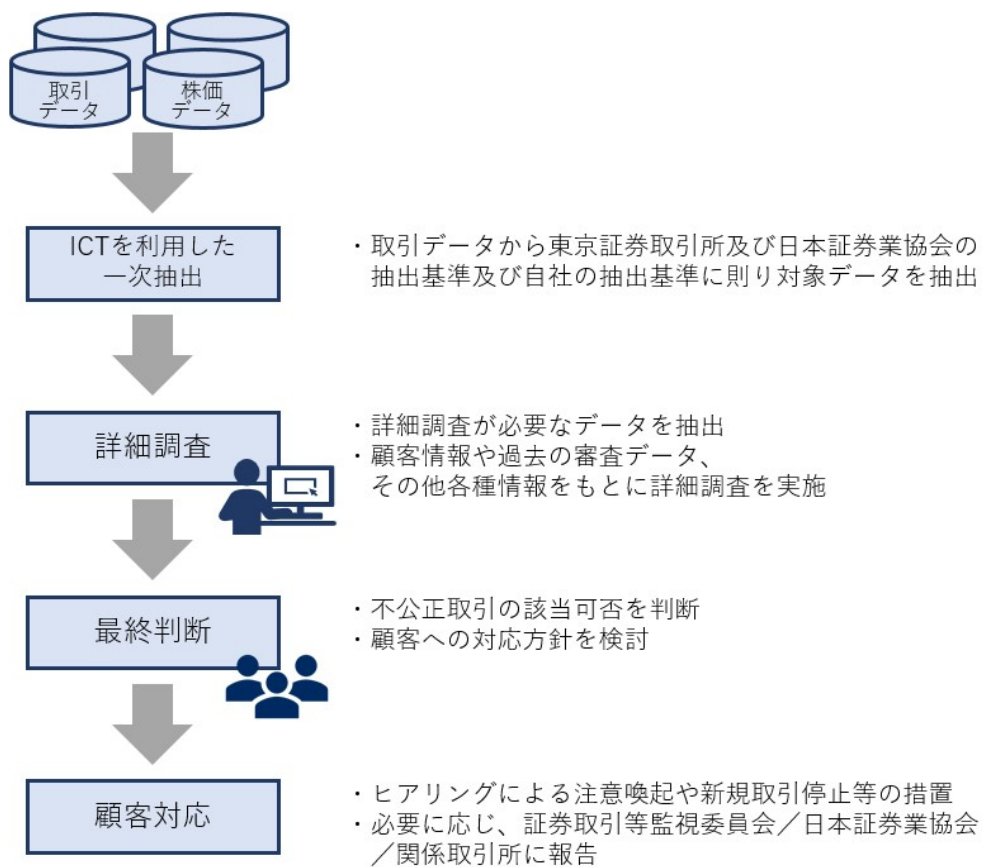 取引
データ
株価
データ
ICTを利用した
一次抽出
・取引データから東京証券取引所及び日本証券業協会の
抽出基準及び自社の抽出基準に則り対象データを抽出
詳細調査
・詳細調査が必要なデータを抽出
・顧客情報や過去の審査データ、
その他各種情報をもとに詳細調査を実施
最終判断
・不公正取引の該当可否を判断
・顧客への対応方針を検討
顧客対応
・ヒアリングによる注意喚起や新規取引停止等の措置
・必要に応じ、証券取引等監視委員会／日本証券業協会
／関係取引所に報告